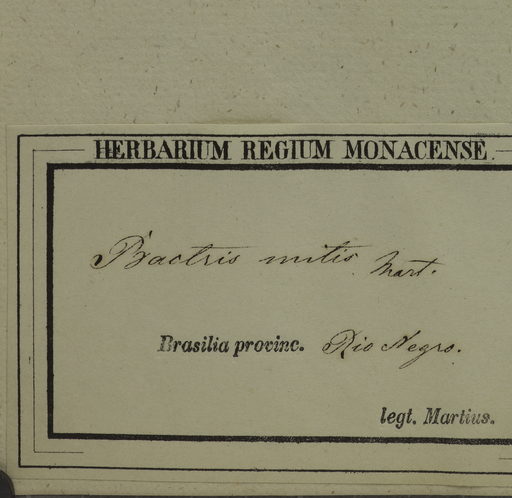 HERBARIUM REGIUM MONACENSE.
Bactris mitis Mart.
Brasilia provinc. Rio Negro.
legt. Martius.